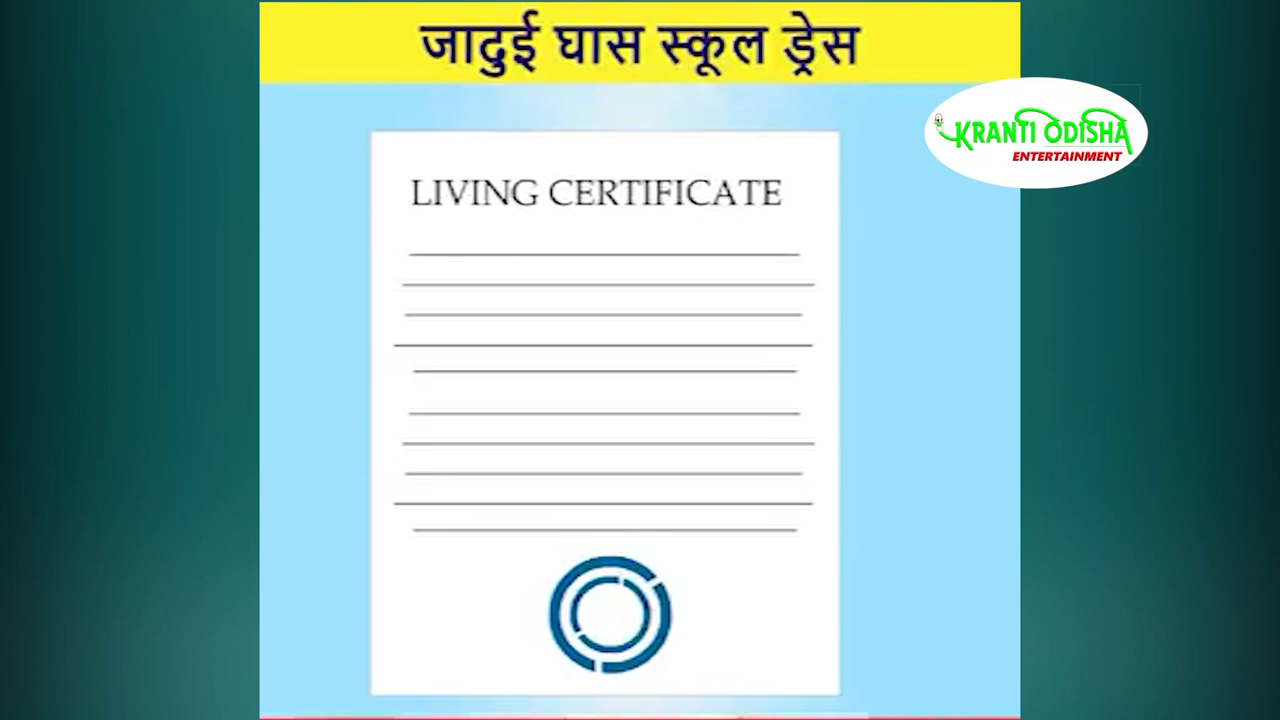 जादुई घास स्कूल ड्रेस
KRANTI ODISHA
ENTERTAINMENT
LIVING CERTIFICATE